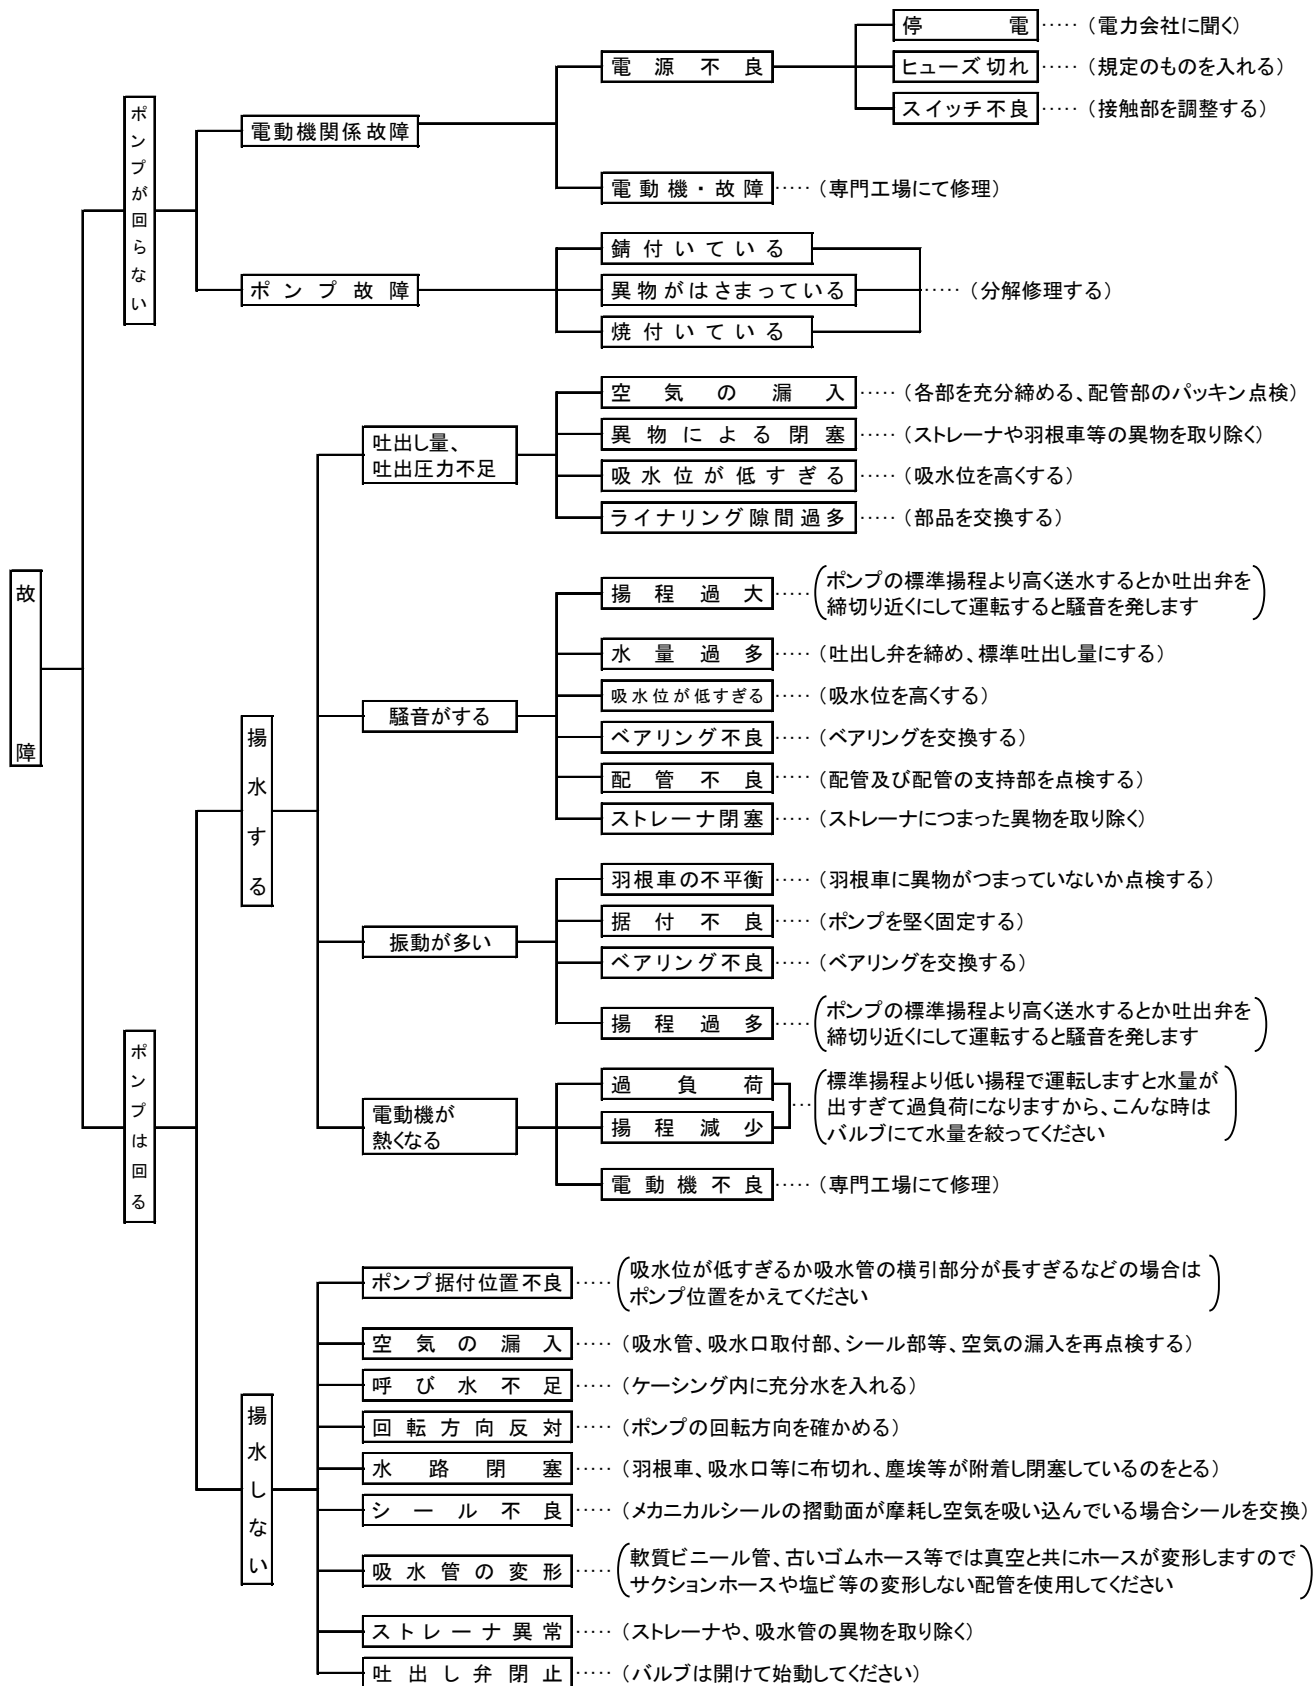 故障
ポンプが回らない
電動機関係故障
電源不良
停電 ····· （電力会社に聞く）
ヒューズ切れ ····· （規定のものを入れる）
スイッチ不良 ····· （接触部を調整する）
電動機・故障 ····· （専門工場にて修理）
ポンプ故障
錆付いている
異物がはさまっている ····· （分解修理する）
焼付いている
ポンプは回る
揚水する
吐出し量、
吐出圧力不足
空気の漏入 ····· （各部を充分締める、配管部のパッキン点検）
異物による閉塞 ····· （ストレーナや羽根車等の異物を取り除く）
吸水位が低すぎる ····· （吸水位を高くする）
ライナリング隙間過多 ····· （部品を交換する）
騒音がする
揚程過大 ····· （ポンプの標準揚程より高く送水するとか吐出弁を
締切り近くにして運転すると騒音を発します）
水量過多 ····· （吐出し弁を締め、標準吐出し量にする）
吸水位が低すぎる ····· （吸水位を高くする）
ベアリング不良 ····· （ベアリングを交換する）
配管不良 ····· （配管及び配管の支持部を点検する）
ストレーナ閉塞 ····· （ストレーナにつまった異物を取り除く）
振動が多い
羽根車の不平衡 ····· （羽根車に異物がつまっていないか点検する）
据付不良 ····· （ポンプを堅く固定する）
ベアリング不良 ····· （ベアリングを交換する）
揚程過多 ····· （ポンプの標準揚程より高く送水するとか吐出弁を
締切り近くにして運転すると騒音を発します）
電動機が
熱くなる
過負荷
揚程減少
··· （標準揚程より低い揚程で運転しますと水量が
出すぎて過負荷になりますから、こんな時は
バルブにて水量を絞ってください）
電動機不良 ····· （専門工場にて修理）
揚水しない
ポンプ据付位置不良 ····· （吸水位が低すぎるか吸水管の横引部分が長すぎるなどの場合は
ポンプ位置をかえてください）
空気の漏入 ····· （吸水管、吸水口取付部、シール部等、空気の漏入を再点検する）
呼び水不足 ····· （ケーシング内に充分水を入れる）
回転方向反対 ····· （ポンプの回転方向を確かめる）
水路閉塞 ····· （羽根車、吸水口等に布切れ、塵埃等が附着し閉塞しているのをとる）
シール不良 ····· （メカニカルシールの摺動面が摩耗し空気を吸い込んでいる場合シールを交換）
吸水管の変形 ····· （軟質ビニール管、古いゴムホース等では真空と共にホースが変形しますので
サクションホースや塩ビ等の変形しない配管を使用してください）
ストレーナ異常 ····· （ストレーナや、吸水管の異物を取り除く）
吐出し弁閉止 ····· （バルブは開けて始動してください）